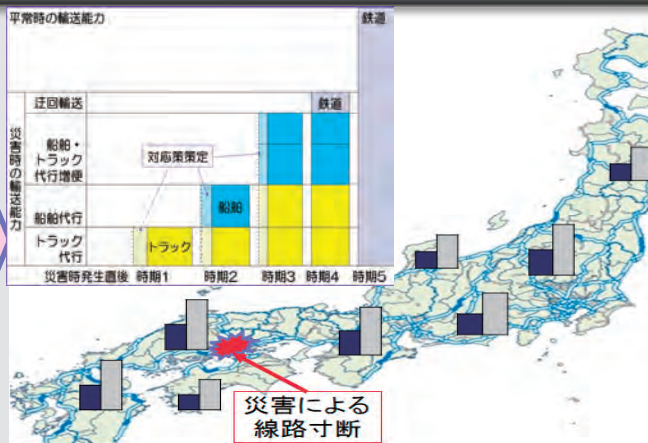 平常時の輸送能力
鉄道
災害時の輸送能力
迂回輸送
鉄道
船舶・
トラック
代行増便
対応策策定
船舶代行
船舶
トラック
代行
トラック
災害時発生直後 時期1 時期2 時期3 時期4 時期5
災害による
線路寸断